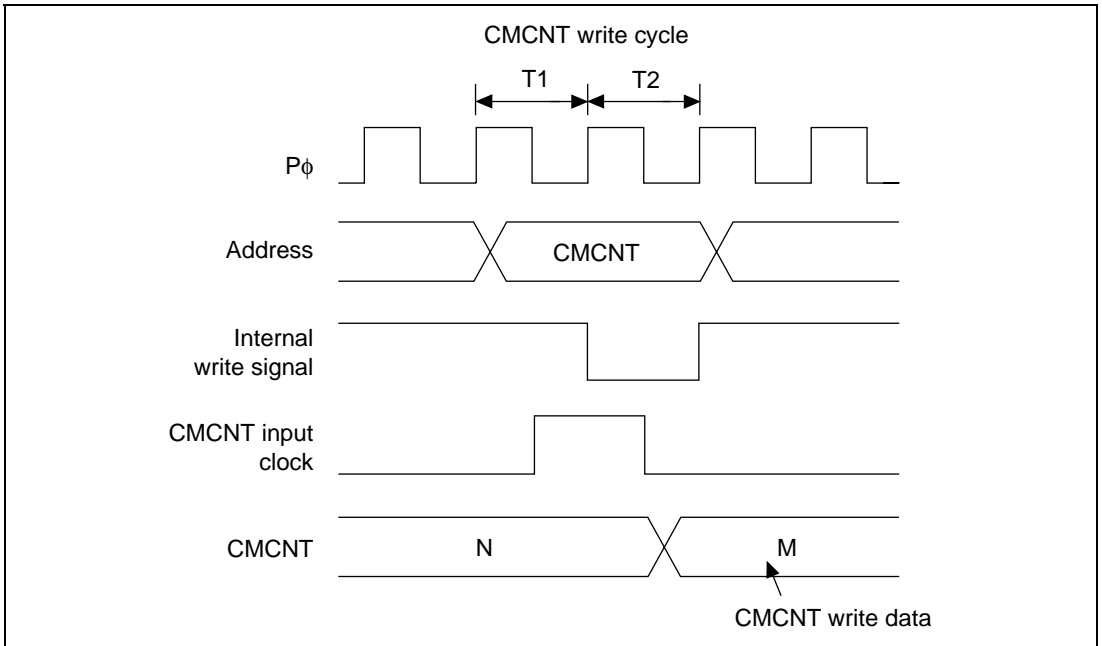 CMCNT write cycle
T1
T2
Pϕ
Address
CMCNT
Internal
write signal
CMCNT input
clock
CMCNT
N
M
CMCNT write data